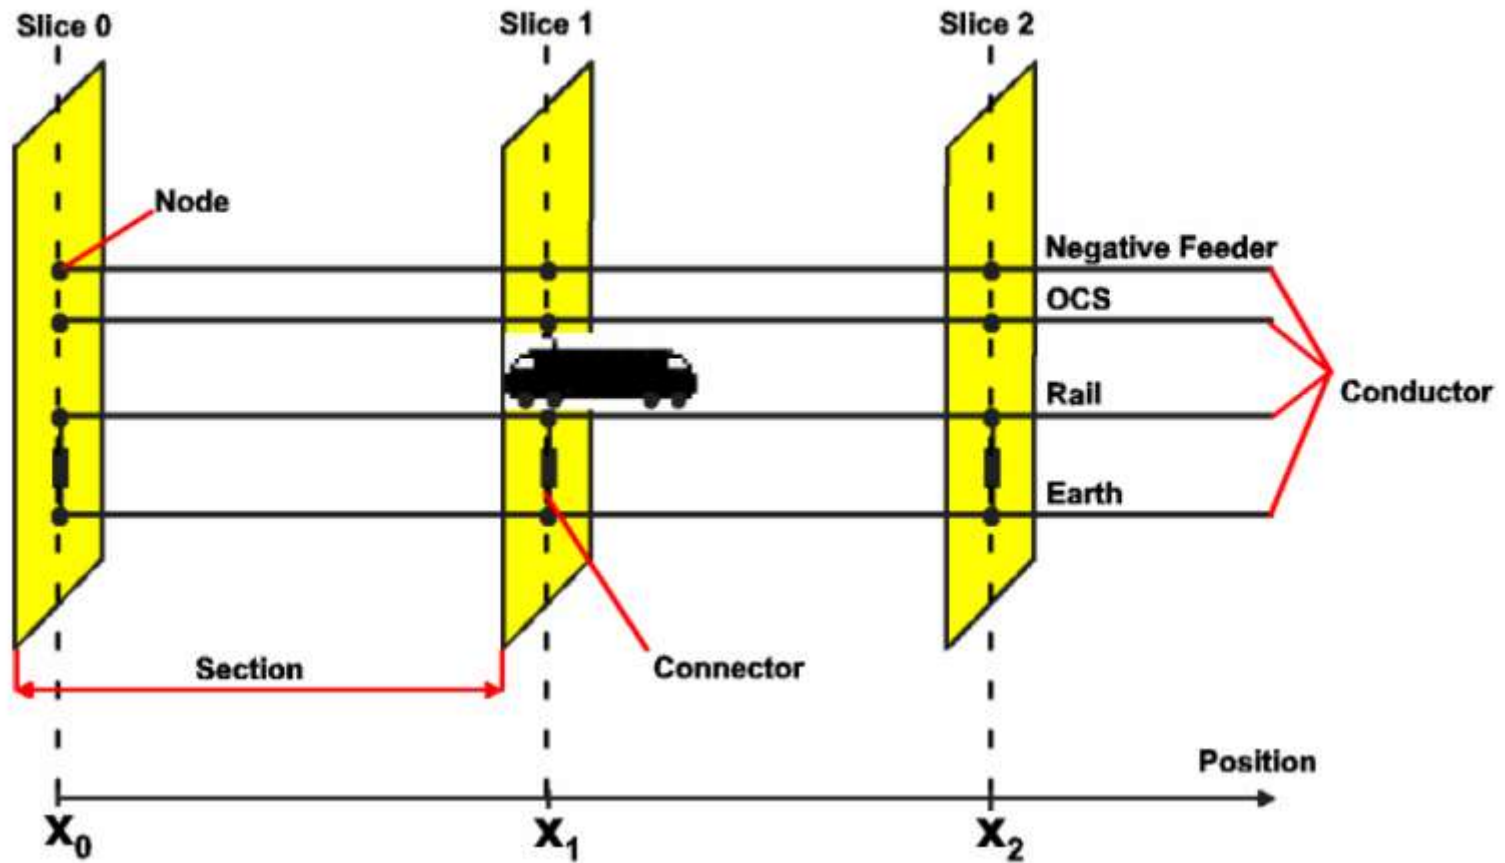 Slice 0
Slice 1
Slice 2
Node
Negative Feeder
OCS
Rail
Conductor
Earth
Section
Connector
Position
x0
x1
x2